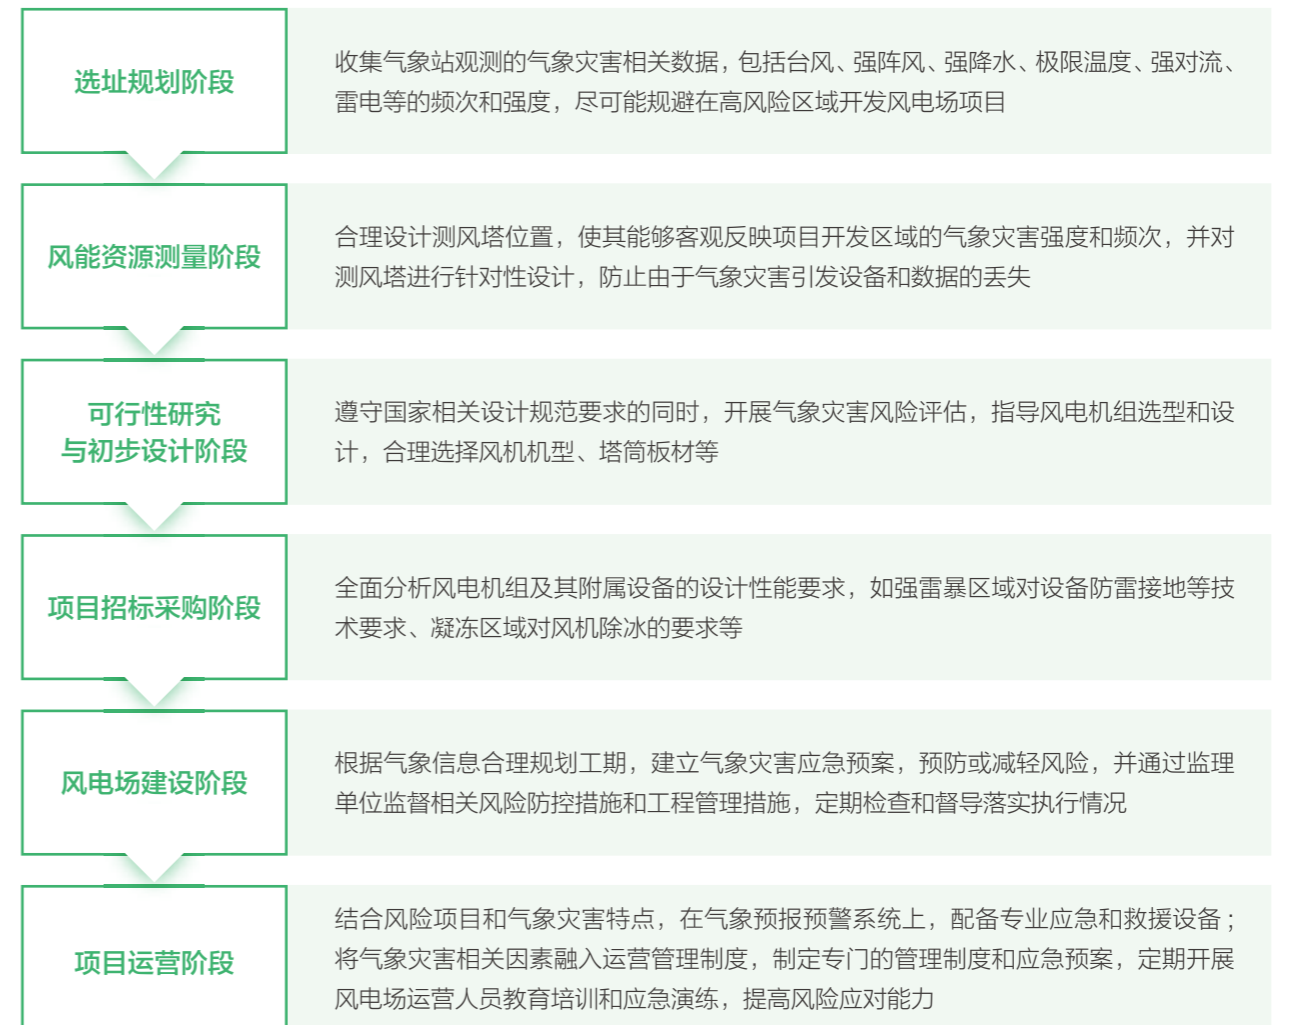 选址规划阶段
收集气象站观测的气象灾害相关数据，包括台风、强阵风、强降水、极限温度、强对流、
雷电等的频次和强度，尽可能规避在高风险区域开发风电场项目
风能资源测量阶段
合理设计测风塔位置，使其能够客观反映项目开发区域的气象灾害强度和频次，并对
测风塔进行针对性设计，防止由于气象灾害引发设备和数据的丢失
可行性研究
与初步设计阶段
遵守国家相关设计规范要求的同时，开展气象灾害风险评估，指导风电机组选型和设
计，合理选择风机机型、塔筒板材等
项目招标采购阶段
全面分析风电机组及其附属设备的设计性能要求，如强雷暴区域对设备防雷接地等技
术要求、凝冻区域对风机除冰的要求等
风电场建设阶段
根据气象信息合理规划工期，建立气象灾害应急预案，预防或减轻风险，并通过监理
单位监督相关风险防控措施和工程管理措施，定期检查和督导落实执行情况
项目运营阶段
结合风险项目和气象灾害特点，在气象预报预警系统上，配备专业应急和救援设备；
将气象灾害相关因素融入运营管理制度，制定专门的管理制度和应急预案，定期开展
风电场运营人员教育培训和应急演练，提高风险应对能力